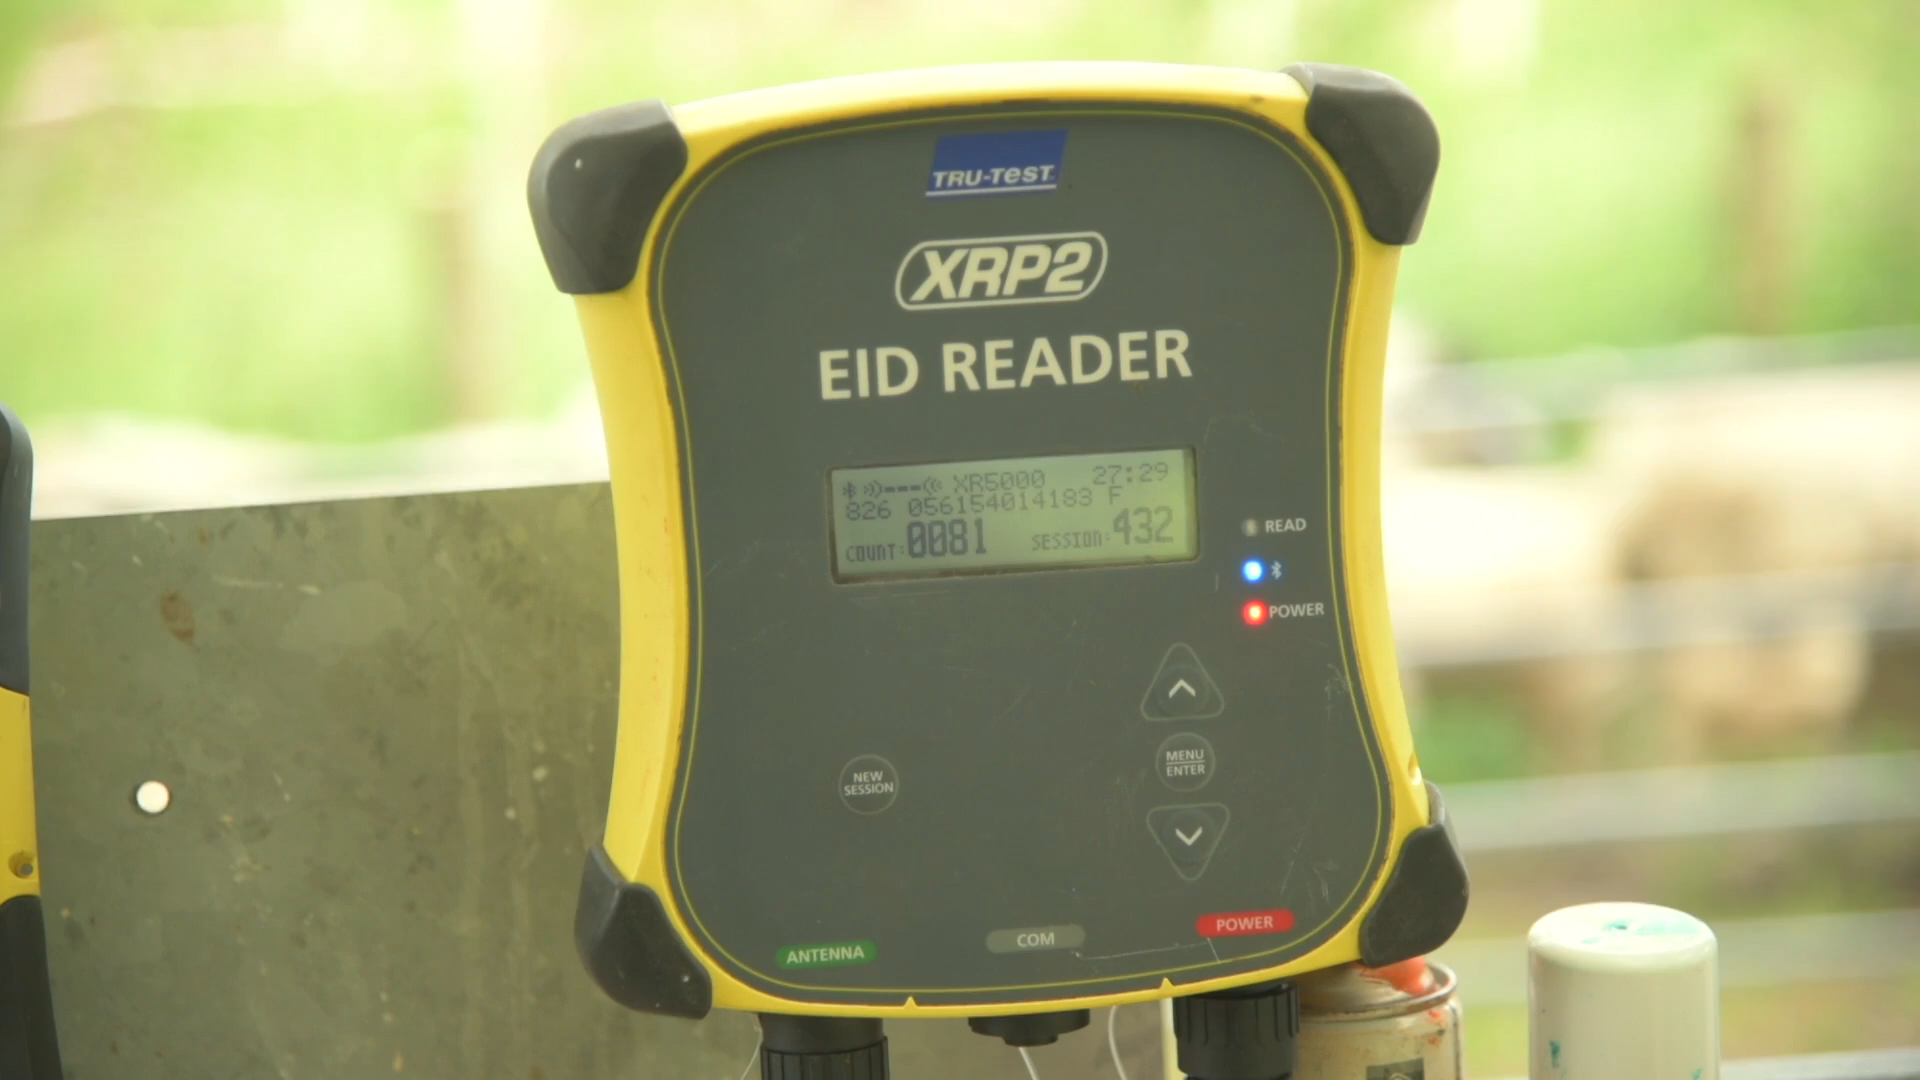 TRU-TEST
XRP2
EID READER
XR5000 27:29
826 056154014183 F
COUNT:0081 SESSION:432
READ
POWER
NEW
SESSION
MENU
ENTER
ANTENNA
COM
POWER